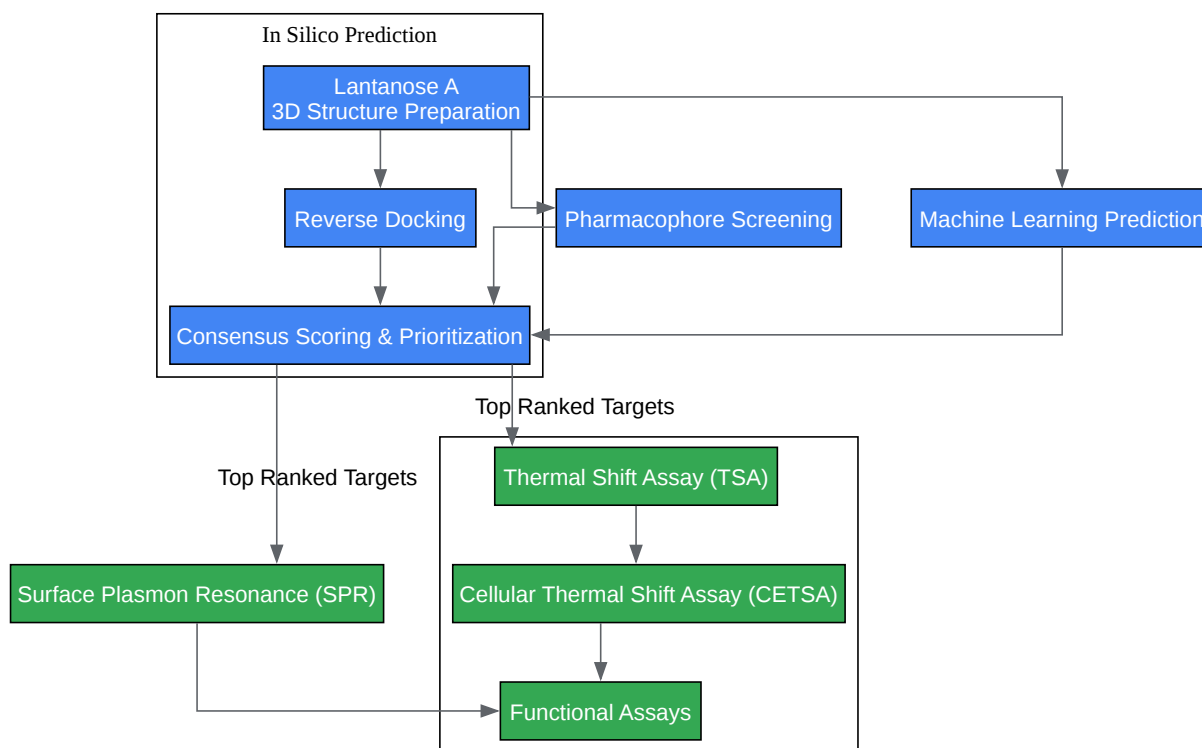 In Silico Prediction
Lantanose A
3D Structure Preparation
Reverse Docking
Pharmacophore Screening
Machine Learning Prediction
Consensus Scoring & Prioritization
Top Ranked Targets
Thermal Shift Assay (TSA)
Top Ranked Targets
Surface Plasmon Resonance (SPR)
Cellular Thermal Shift Assay (CETSA)
Functional Assays